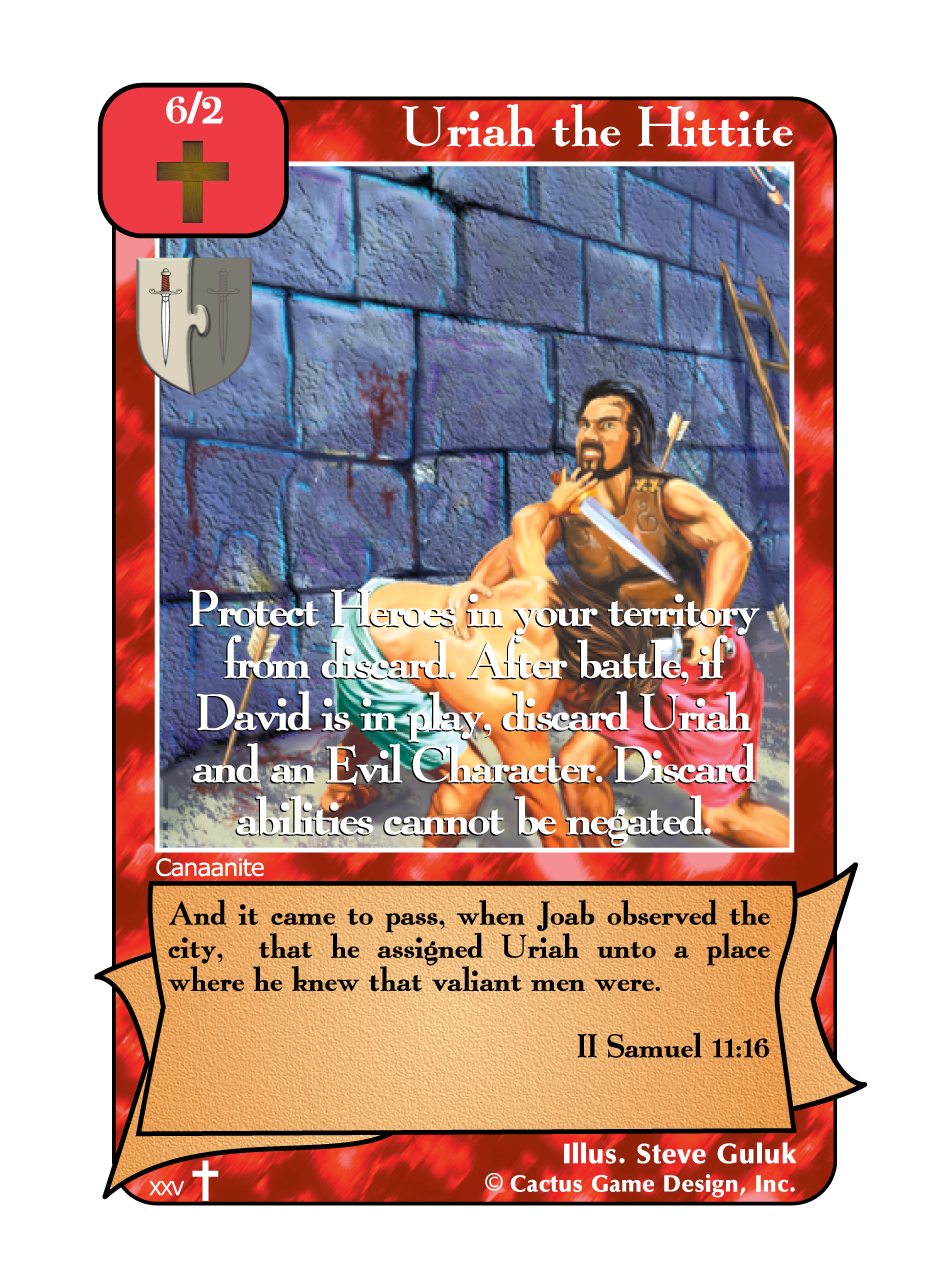 6/2
Uriah the Hittite
Protect Heroes in your territory
from discard. After battle, if
David is in play, discard Uriah
and an Evil Character. Discard
abilities cannot be negated.
Canaanite
And it came to pass, when Joab observed the
city, that he assigned Uriah unto a place
where he knew that valiant men were.
II Samuel 11:16
Illus. Steve Guluk
XXV
© Cactus Game Design, Inc.